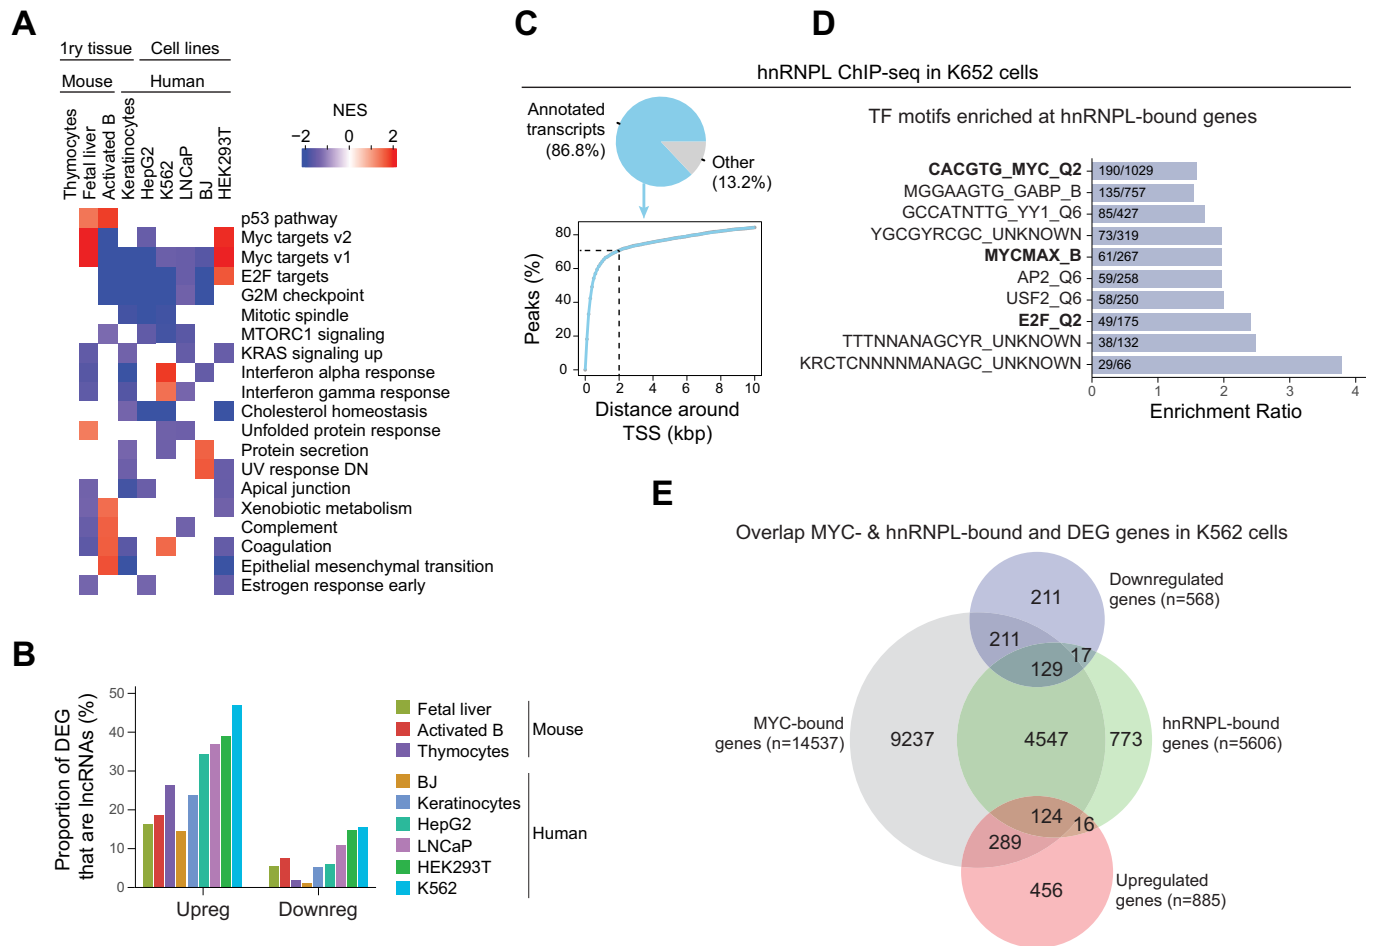 A
1ry tissue
Cell lines
Mouse
Human
Thymocytes
Fetal liver
Activated B
Keratinocytes
HepG2
K562
LNCaP
BJ
HEK293T
NES
−2
0
2
p53 pathway
Myc targets v2
Myc targets v1
E2F targets
G2M checkpoint
Mitotic spindle
MTORC1 signaling
KRAS signaling up
Interferon alpha response
Interferon gamma response
Cholesterol homeostasis
Unfolded protein response
Protein secretion
UV response DN
Apical junction
Xenobiotic metabolism
Complement
Coagulation
Epithelial mesenchymal transition
Estrogen response early
B
Proportion of DEG
that are lncRNAs (%)
50
40
30
20
10
0
Upreg
Downreg
Fetal liver
Activated B
Thymocytes
Mouse
BJ
Keratinocytes
HepG2
LNCaP
HEK293T
K562
Human
C
D
hnRNPL ChIP-seq in K652 cells
Annotated
transcripts
(86.8%)
Other
(13.2%)
Peaks (%)
80
60
40
20
0
0
2
4
6
8
10
Distance around
TSS (kbp)
TF motifs enriched at hnRNPL-bound genes
CACGTG_MYC_Q2 190/1029
MGGAAGTG_GABP_B 135/757
GCCATNTTG_YY1_Q6 85/427
YGCGYRCGC_UNKNOWN 73/319
MYCMAX_B 61/267
AP2_Q6 59/258
USF2_Q6 58/250
E2F_Q2 49/175
TTTNNANAGCYR_UNKNOWN 38/132
KRCTCNNNNMANAGC_UNKNOWN 29/66
0
1
2
3
4
Enrichment Ratio
E
Overlap MYC- & hnRNPL-bound and DEG genes in K562 cells
211
Downregulated
genes (n=568)
211
17
129
MYC-bound
genes (n=14537)
9237
4547
773
hnRNPL-bound
genes (n=5606)
124
16
289
456
Upregulated
genes (n=885)